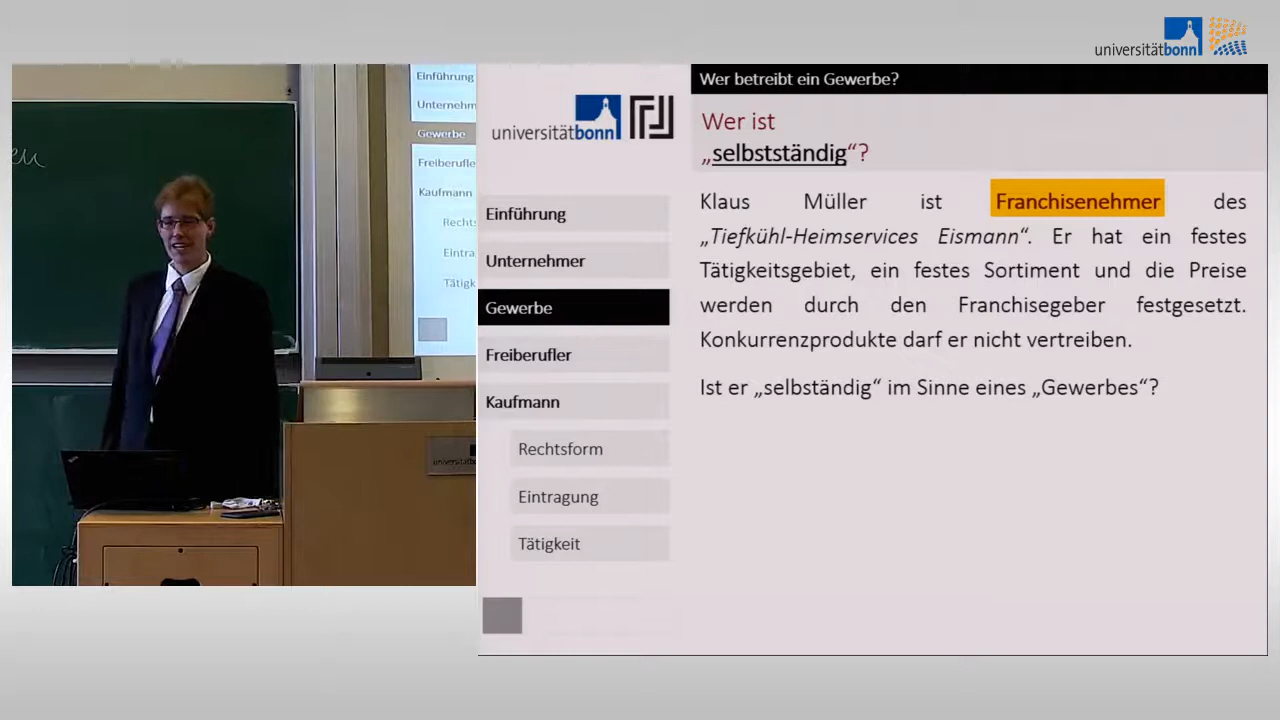 universitätbonn
Einführung
Unternehm
Gewerbe
Freiberufle
Kaufmann
Rechts
Eintra
Tätigk
universitätbonn
Einführung
Unternehmer
Gewerbe
Freiberufler
Kaufmann
Rechtsform
Eintragung
Tätigkeit
Wer betreibt ein Gewerbe?
Wer ist
„selbstständig“?
Klaus Müller ist Franchisenehmer des
„Tiefkühl-Heimservices Eismann“. Er hat ein festes
Tätigkeitsgebiet, ein festes Sortiment und die Preise
werden durch den Franchisegeber festgesetzt.
Konkurrenzprodukte darf er nicht vertreiben.
Ist er „selbständig“ im Sinne eines „Gewerbes“?